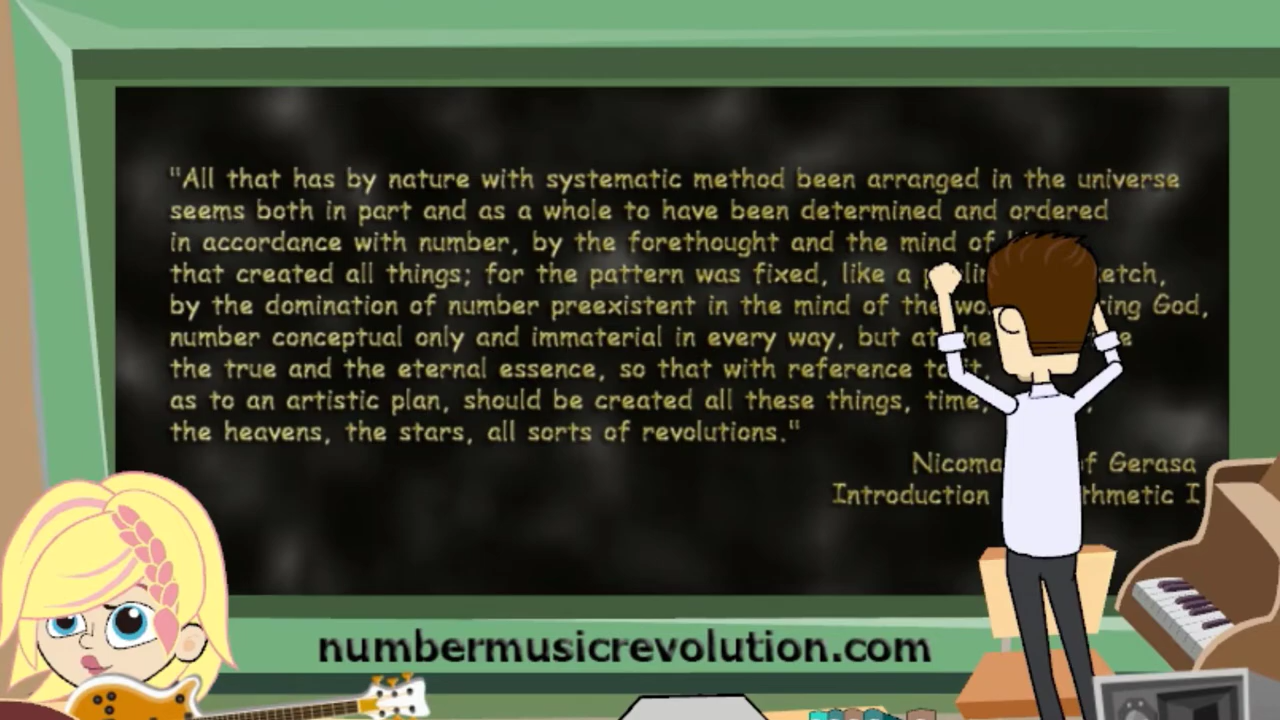 "All that has by nature with systematic method been arranged in the universe
seems both in part and as a whole to have been determined and ordered
in accordance with number, by the forethought and the mind of
that created all things; for the pattern was fixed, like a
by the domination of number preexistent in the mind of the God,
number conceptual only and immaterial in every way, but at
the true and the eternal essence, so that with reference to it,
as to an artistic plan, should be created all these things, time,
the heavens, the stars, all sorts of revolutions."
Gerasa
Introduction I
numbermusicrevolution.com